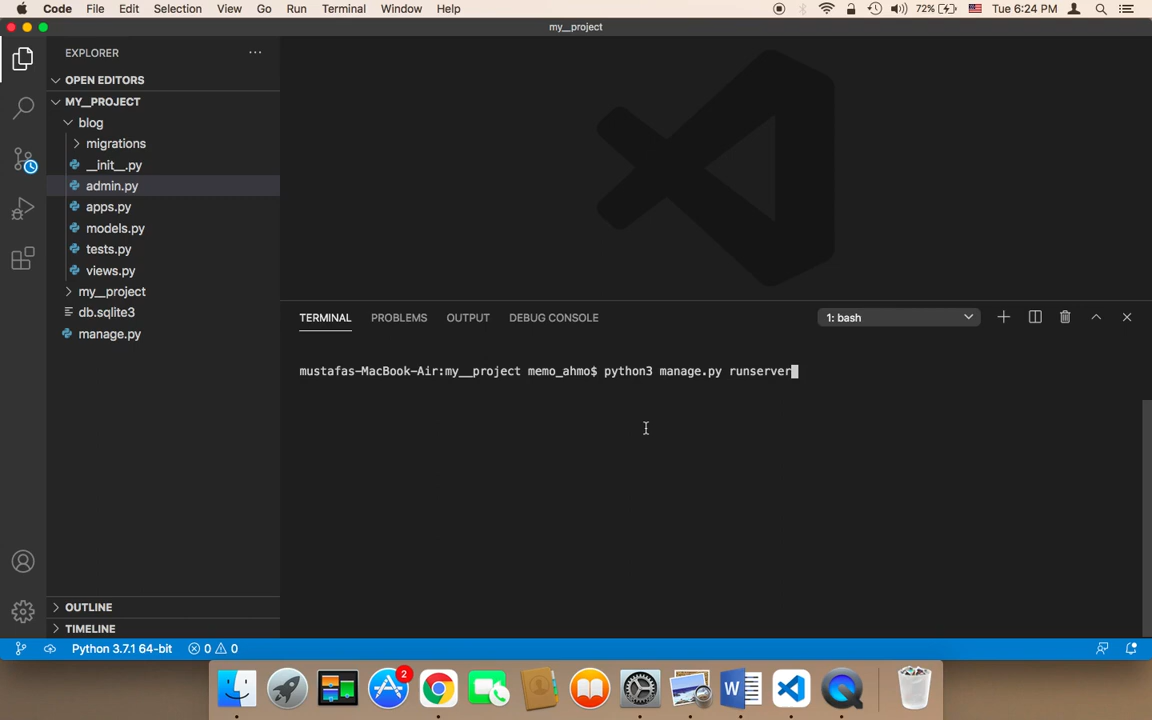 Code File Edit Selection View Go Run Terminal Window Help 72% Tue 6:24 PM
my__project
EXPLORER
OPEN EDITORS
MY__PROJECT
blog
migrations
__init__.py
admin.py
apps.py
models.py
tests.py
views.py
my__project
db.sqlite3
manage.py
OUTLINE
TIMELINE
TERMINAL PROBLEMS OUTPUT DEBUG CONSOLE 1: bash
mustafas-MacBook-Air:my__project memo_ahmo$ python3 manage.py runserver
Python 3.7.1 64-bit 0 0
2
W